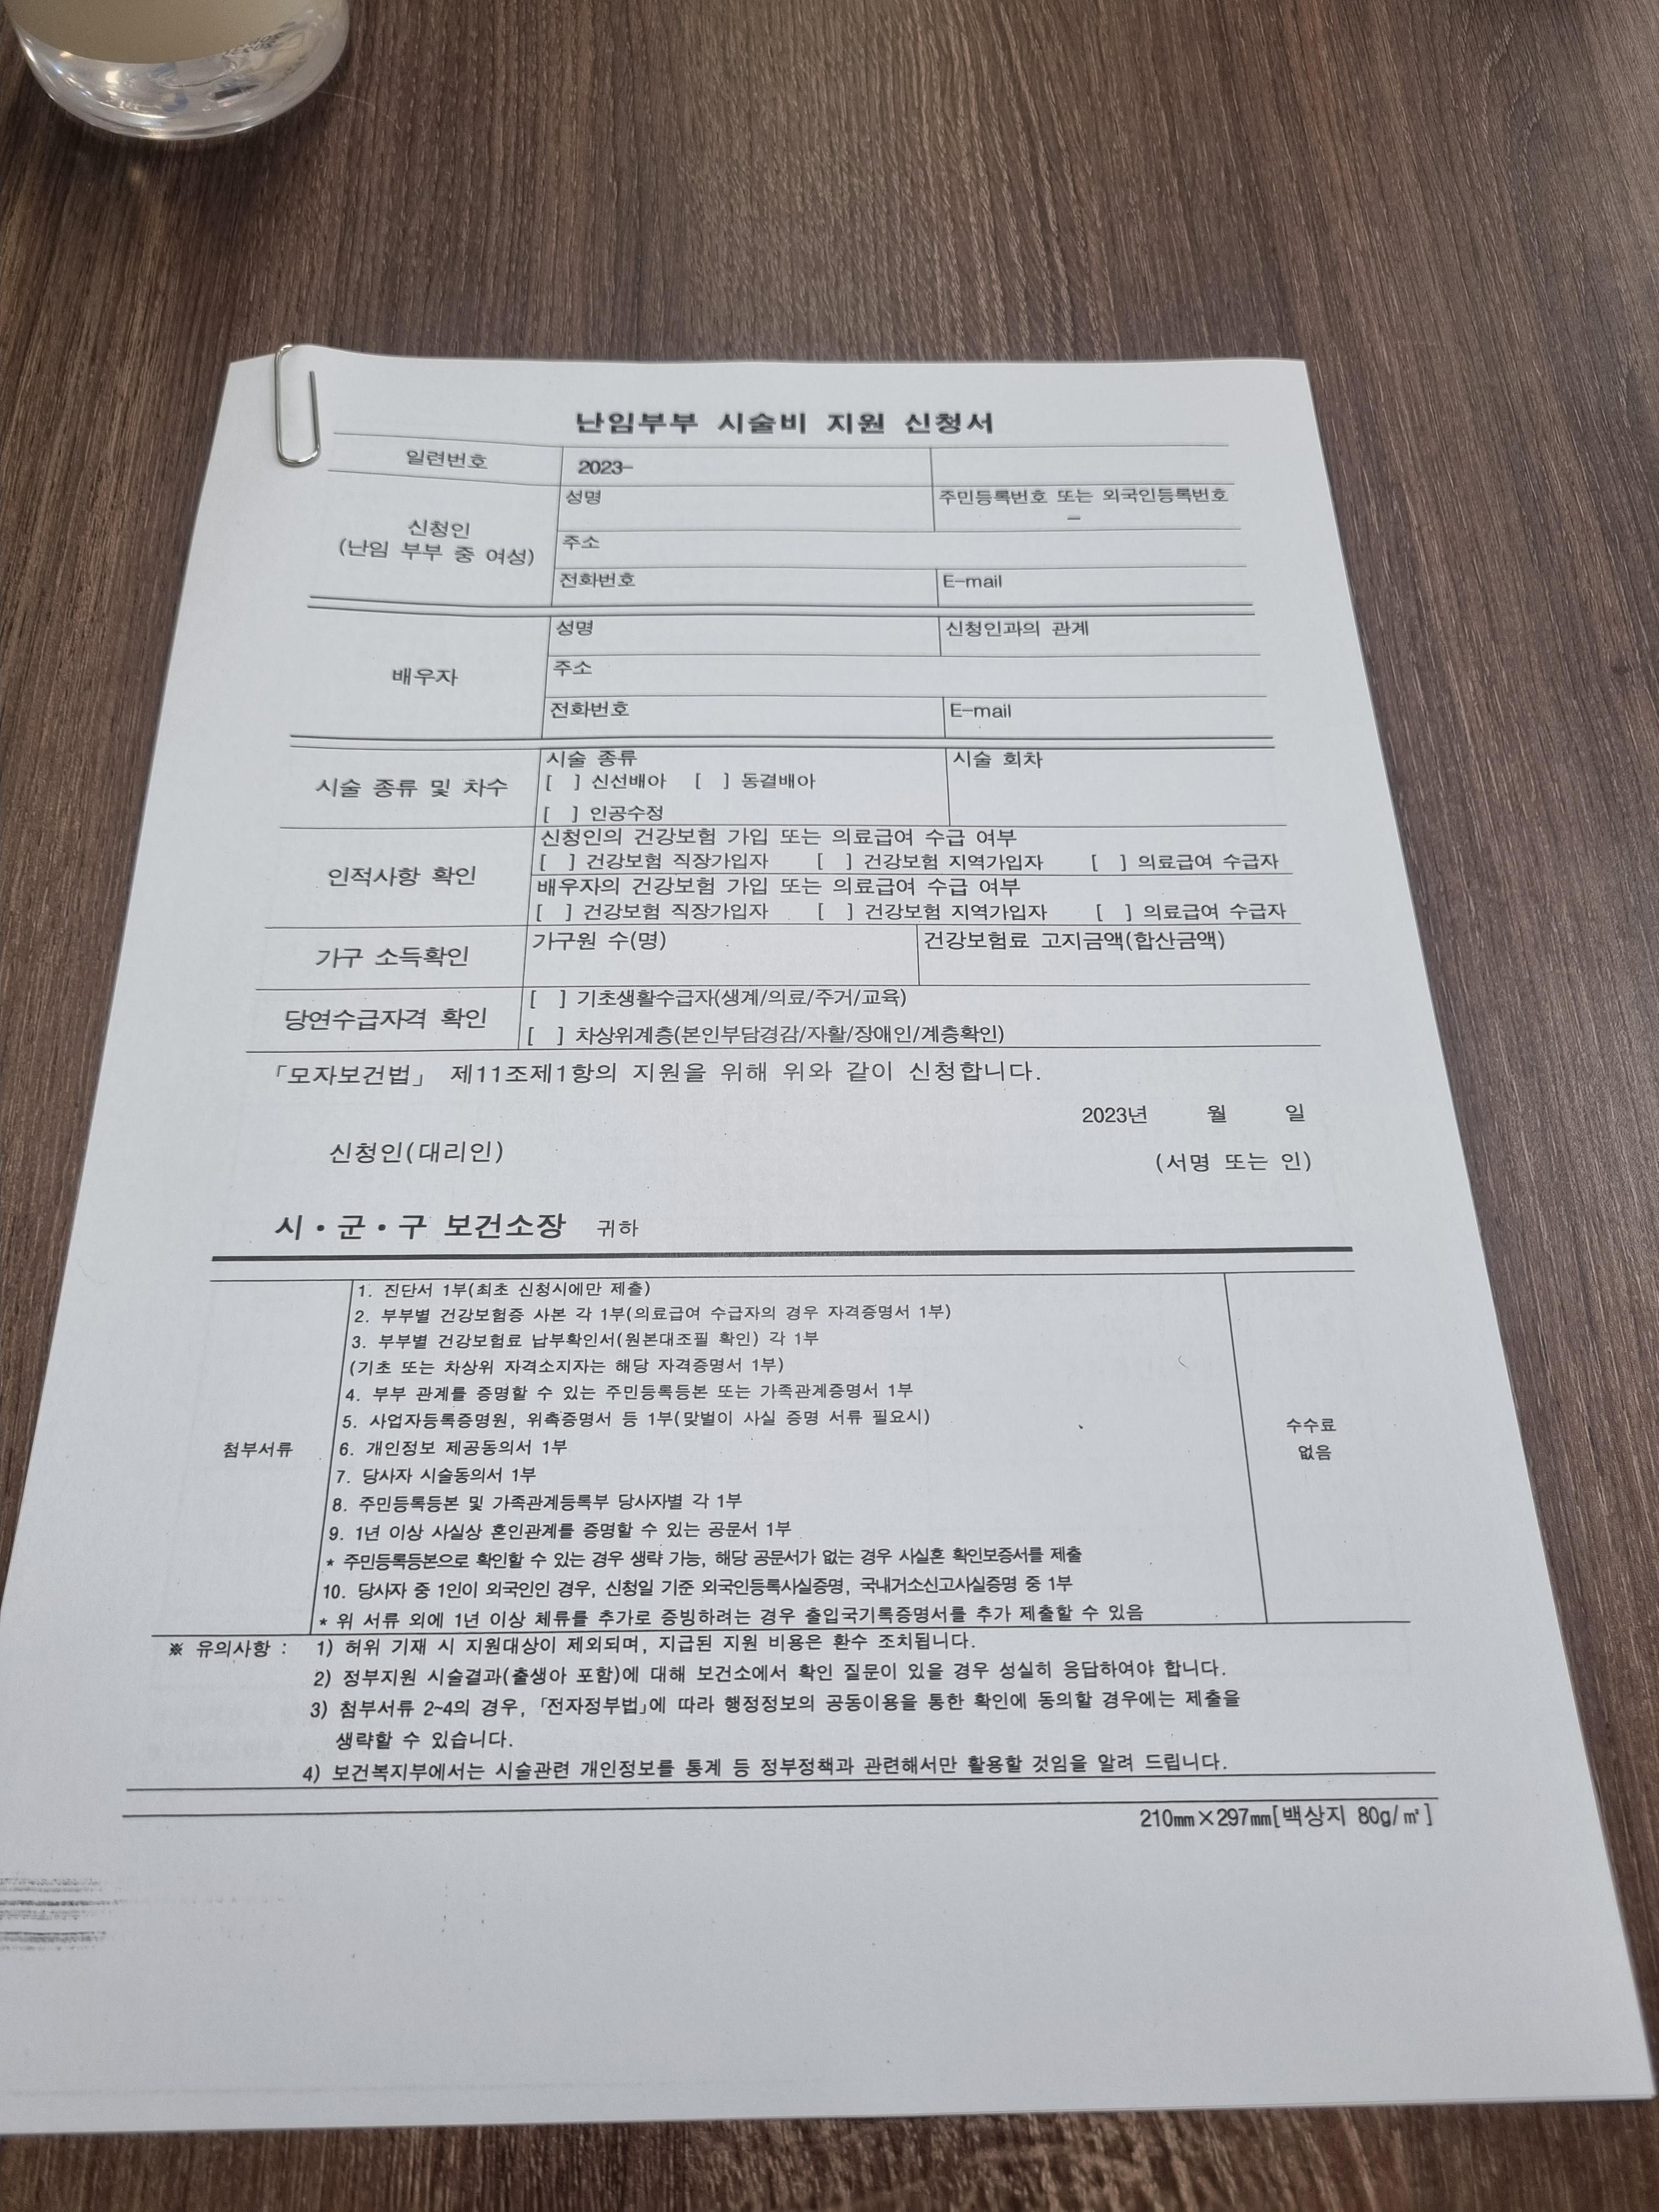 난임부부 시술비 지원 신청서
일련번호 2023-
신청인
(난임 부부 중 여성)
성명 주민등록번호 또는 외국인등록번호
-
주소
전화번호 E-mail
배우자
성명 신청인과의 관계
주소
전화번호 E-mail
시술 종류 및 차수
시술 종류 시술 회차
[ ] 신선배아 [ ] 동결배아
[ ] 인공수정
인적사항 확인
신청인의 건강보험 가입 또는 의료급여 수급 여부
[ ] 건강보험 직장가입자 [ ] 건강보험 지역가입자 [ ] 의료급여 수급자
배우자의 건강보험 가입 또는 의료급여 수급 여부
[ ] 건강보험 직장가입자 [ ] 건강보험 지역가입자 [ ] 의료급여 수급자
가구 소득확인 가구원 수(명) 건강보험료 고지금액(합산금액)
당연수급자격 확인
[ ] 기초생활수급자(생계/의료/주거/교육)
[ ] 차상위계층(본인부담경감/자활/장애인/계층확인)
「모자보건법」 제11조제1항의 지원을 위해 위와 같이 신청합니다.
2023년 월 일
신청인(대리인) (서명 또는 인)
시·군·구 보건소장 귀하
첨부서류
1. 진단서 1부(최초 신청시에만 제출)
2. 부부별 건강보험증 사본 각 1부(의료급여 수급자의 경우 자격증명서 1부)
3. 부부별 건강보험료 납부확인서(원본대조필 확인) 각 1부
(기초 또는 차상위 자격소지자는 해당 자격증명서 1부)
4. 부부 관계를 증명할 수 있는 주민등록등본 또는 가족관계증명서 1부
5. 사업자등록증명원, 위촉증명서 등 1부(맞벌이 사실 증명 서류 필요시)
6. 개인정보 제공동의서 1부
7. 당사자 시술동의서 1부
8. 주민등록등본 및 가족관계등록부 당사자별 각 1부
9. 1년 이상 사실상 혼인관계를 증명할 수 있는 공문서 1부
* 주민등록등본으로 확인할 수 있는 경우 생략 가능, 해당 공문서가 없는 경우 사실혼 확인보증서를 제출
10. 당사자 중 1인이 외국인인 경우, 신청일 기준 외국인등록사실증명, 국내거소신고사실증명 중 1부
* 위 서류 외에 1년 이상 체류를 추가로 증빙하려는 경우 출입국기록증명서를 추가 제출할 수 있음
수수료
없음
※ 유의사항 : 1) 허위 기재 시 지원대상이 제외되며, 지급된 지원 비용은 환수 조치됩니다.
2) 정부지원 시술결과(출생아 포함)에 대해 보건소에서 확인 질문이 있을 경우 성실히 응답하여야 합니다.
3) 첨부서류 2~4의 경우, 「전자정부법」에 따라 행정정보의 공동이용을 통한 확인에 동의할 경우에는 제출을
생략할 수 있습니다.
4) 보건복지부에서는 시술관련 개인정보를 통계 등 정부정책과 관련해서만 활용할 것임을 알려 드립니다.
210㎜×297㎜[백상지 80g/㎡]